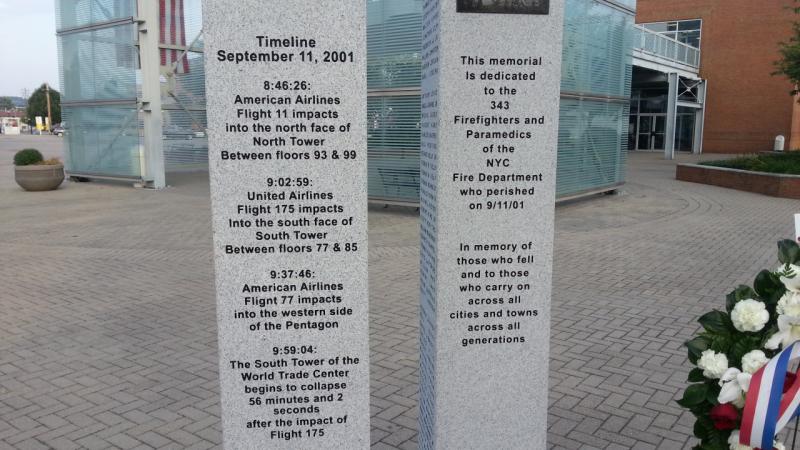 Timeline
September 11, 2001
8:46:26:
American Airlines
Flight 11 impacts
into the north face of
North Tower
Between floors 93 & 99
9:02:59:
United Airlines
Flight 175 impacts
Into the south face of
South Tower
Between floors 77 & 85
9:37:46:
American Airlines
Flignt 77 impacts
into the western side
of the Pentagon
9:59:04:
The South Tower of the
World Trade Center
begins to collapse
56 minutes and 2
seconds
after the impact of
Flight 175
This memorial
Is dedicated
to the
343
Firefighters and
Paramedics
of the
NYC
Fire Department
who perished
on 9/11/01
In memory of
those who fell
and to those
who carry on
across all
cities and towns
across all
generations